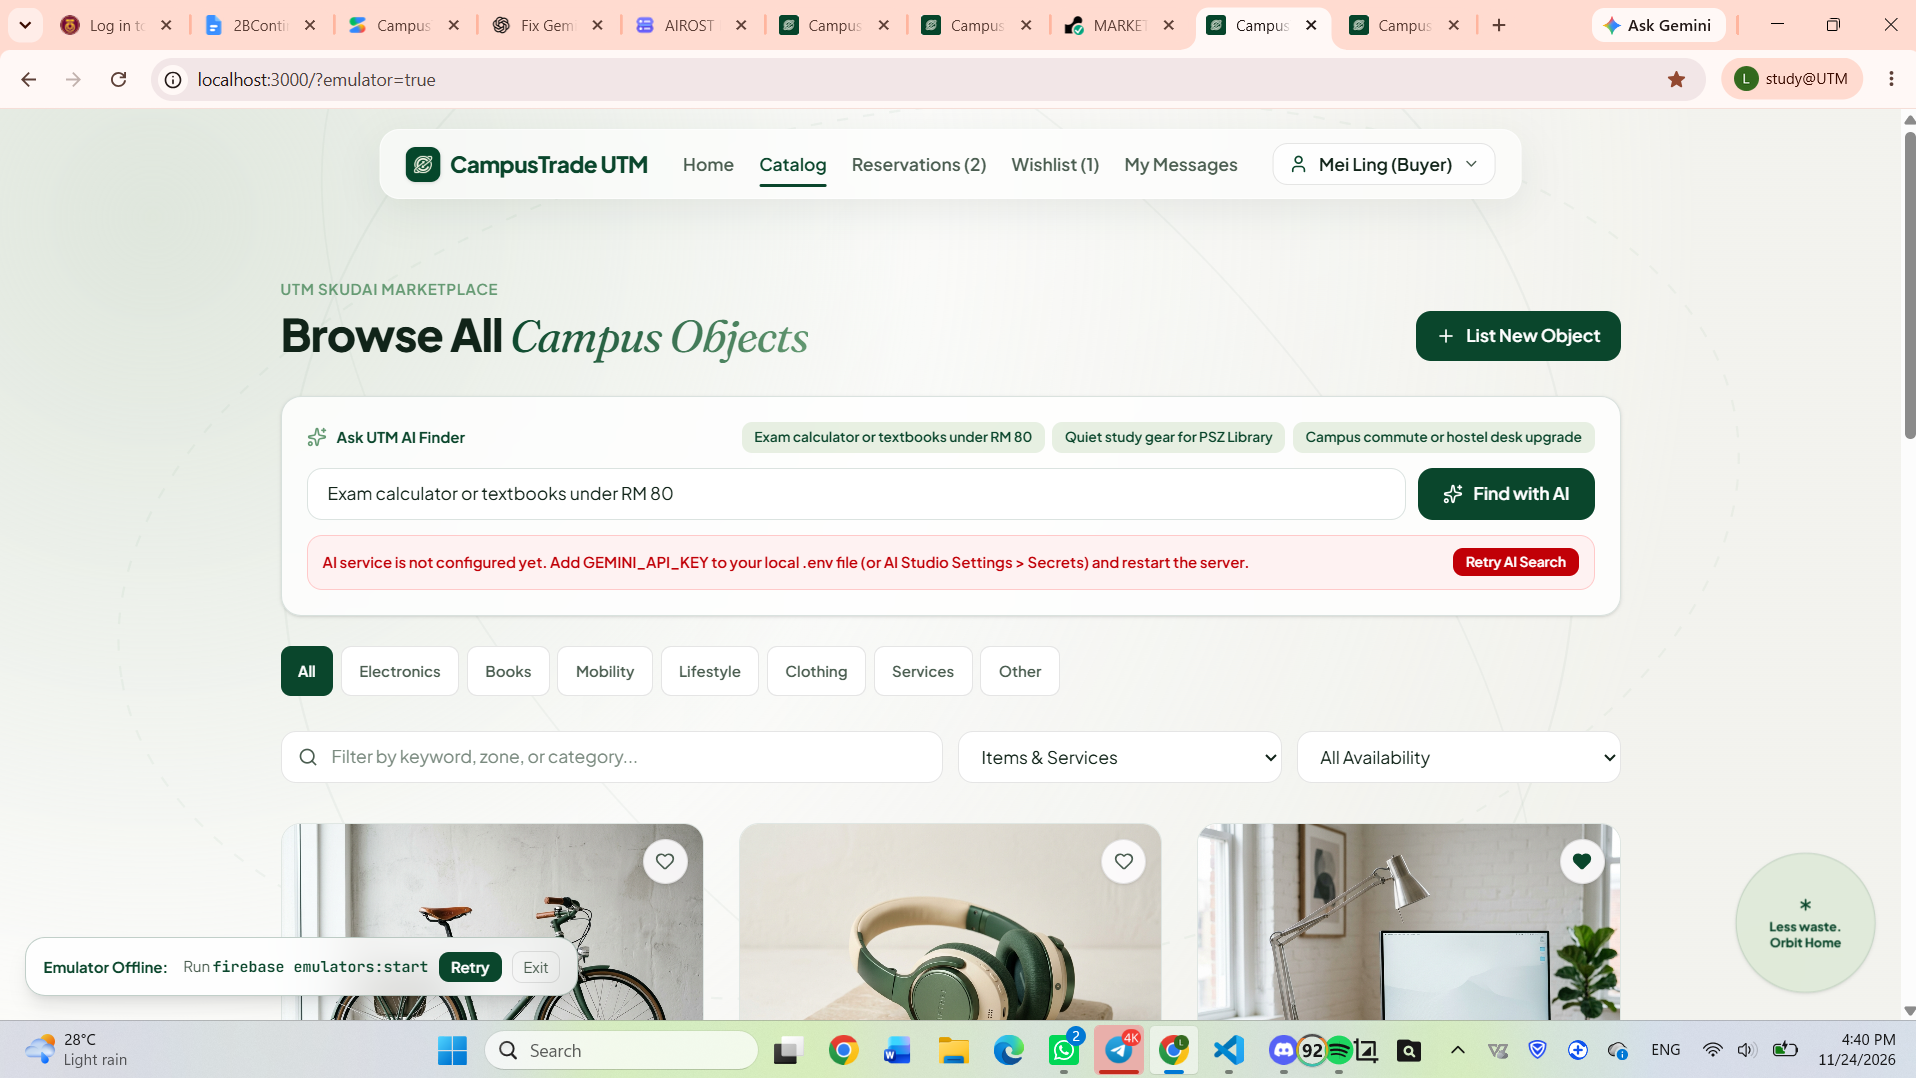 Log in to
2BConti
Campus
Fix Gem
AIROST
Campus
Campus
MARKET
Campus
Campus
Ask Gemini
localhost:3000/?emulator=true
L
study@UTM
CampusTrade UTM
Home
Catalog
Reservations (2)
Wishlist (1)
My Messages
Mei Ling (Buyer)
UTM SKUDAI MARKETPLACE
Browse All Campus Objects
+ List New Object
Ask UTM AI Finder
Exam calculator or textbooks under RM 80
Quiet study gear for PSZ Library
Campus commute or hostel desk upgrade
Exam calculator or textbooks under RM 80
Find with AI
AI service is not configured yet. Add GEMINI_API_KEY to your local .env file (or AI Studio Settings > Secrets) and restart the server.
Retry AI Search
All
Electronics
Books
Mobility
Lifestyle
Clothing
Services
Other
Filter by keyword, zone, or category...
Items & Services
All Availability
Less waste.
Orbit Home
Emulator Offline: Run firebase emulators:start
Retry
Exit
28°C
Light rain
Search
2
4K
L
92
ENG
4:40 PM
11/24/2026